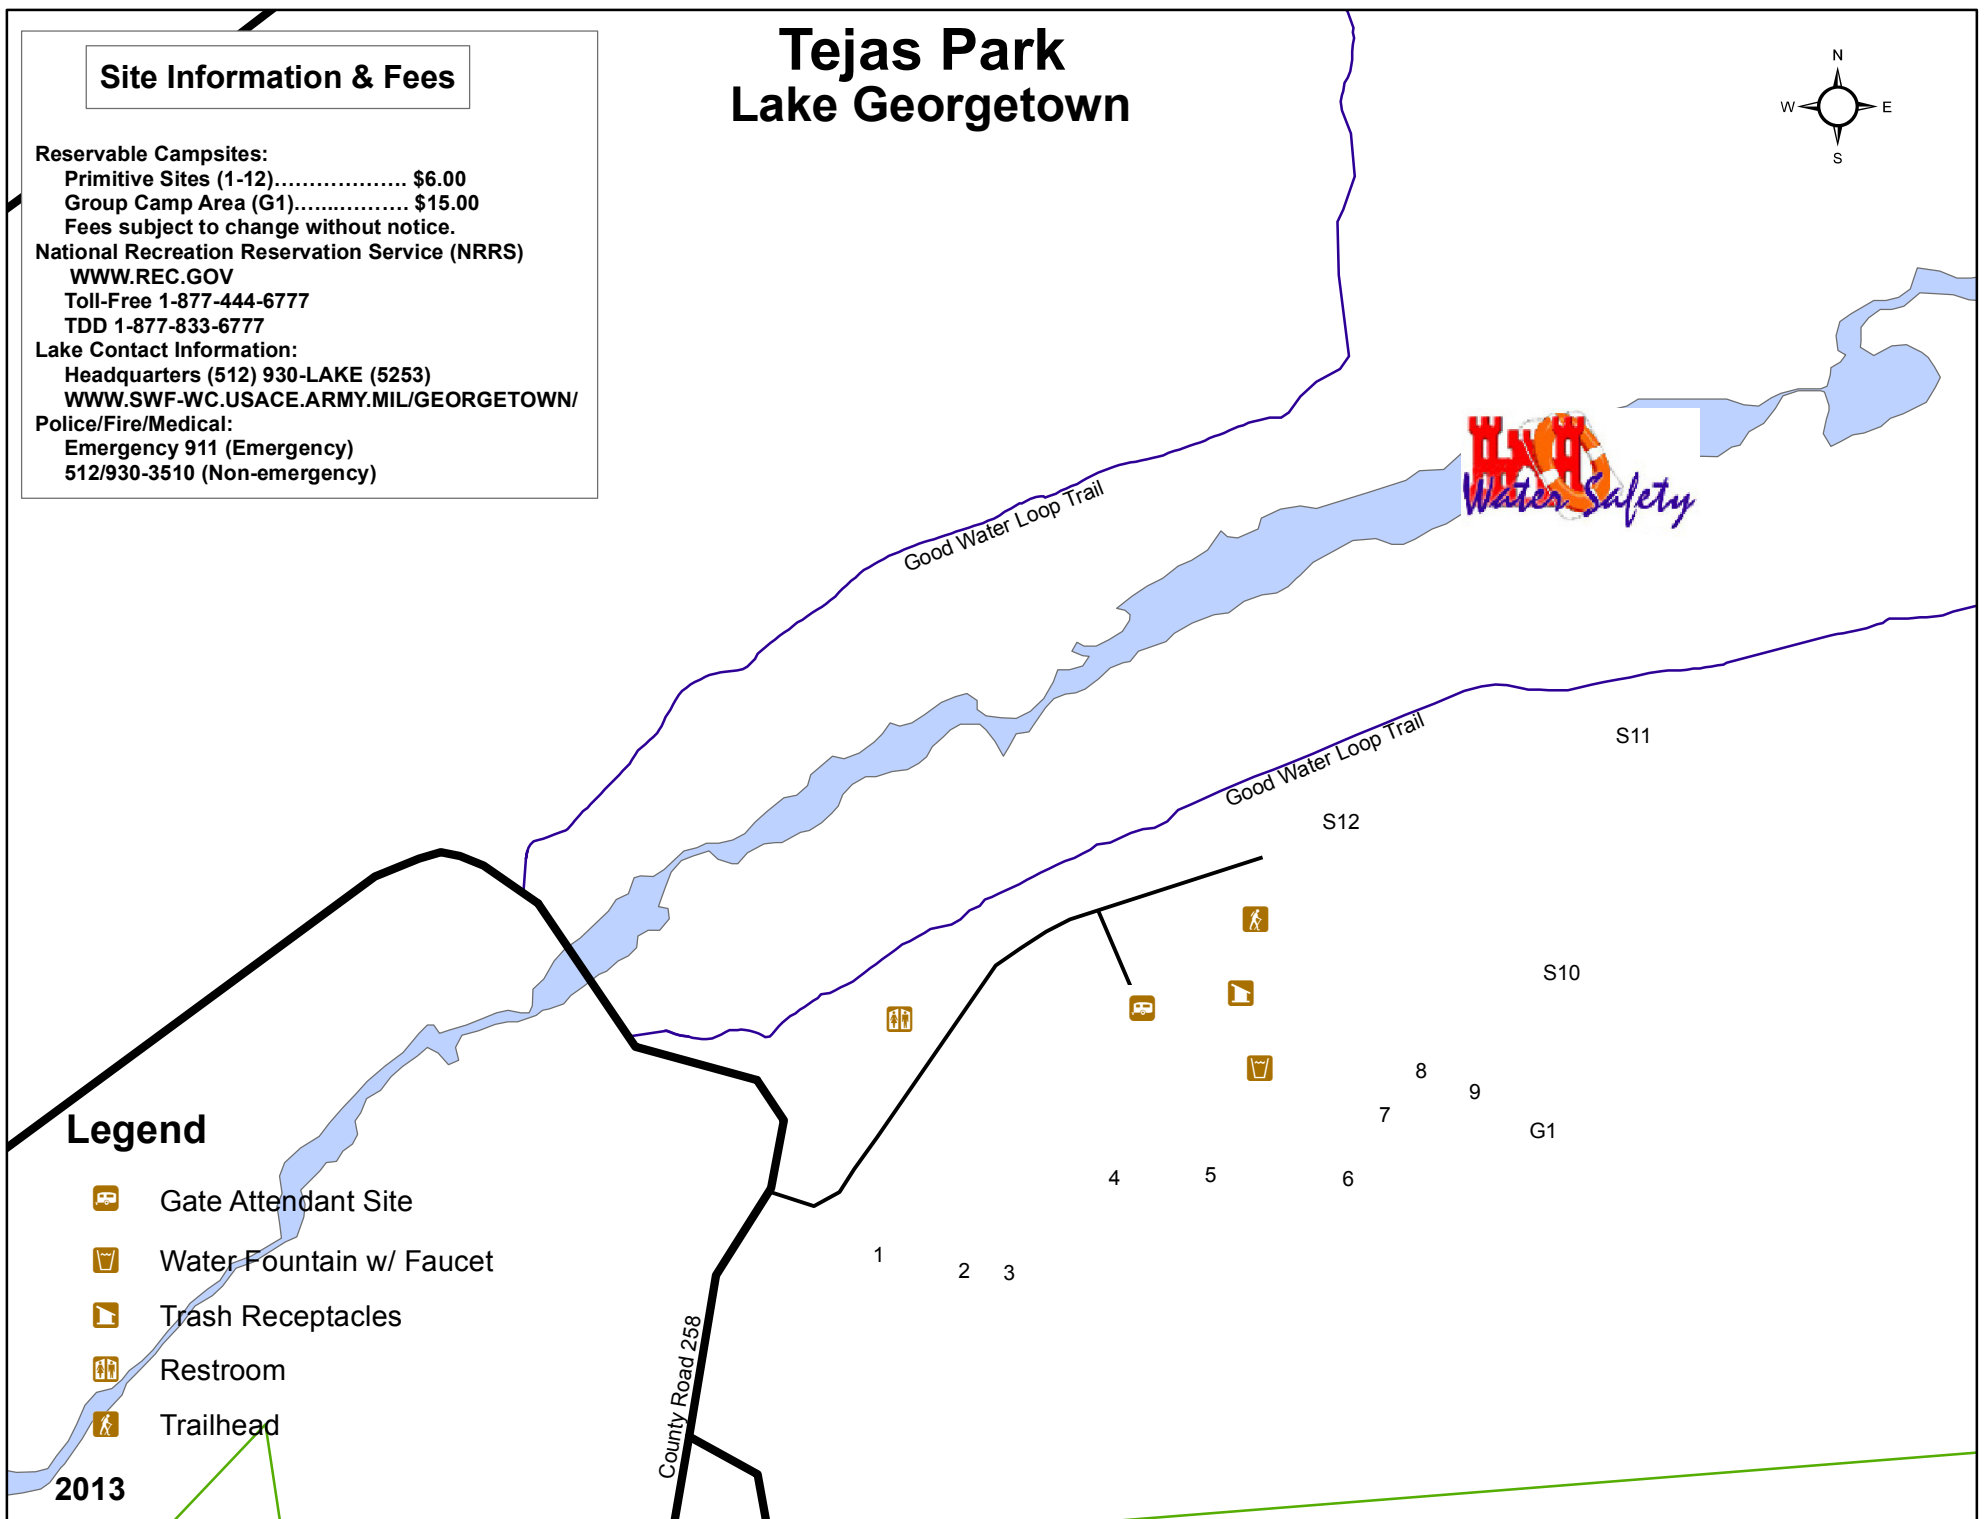 Tejas Park
Lake Georgetown
Site Information & Fees
Reservable Campsites:
Primitive Sites (1-12)................... $6.00
Group Camp Area (G1)................. $15.00
Fees subject to change without notice.
National Recreation Reservation Service (NRRS)
WWW.REC.GOV
Toll-Free 1-877-444-6777
TDD 1-877-833-6777
Lake Contact Information:
Headquarters (512) 930-LAKE (5253)
WWW.SWF-WC.USACE.ARMY.MIL/GEORGETOWN/
Police/Fire/Medical:
Emergency 911 (Emergency)
512/930-3510 (Non-emergency)
N
W
E
S
Water Safety
Good Water Loop Trail
Good Water Loop Trail
S11
S12
S10
8
9
7
G1
4
5
6
1
2
3
County Road 258
Legend
Gate Attendant Site
Water Fountain w/ Faucet
Trash Receptacles
Restroom
Trailhead
2013